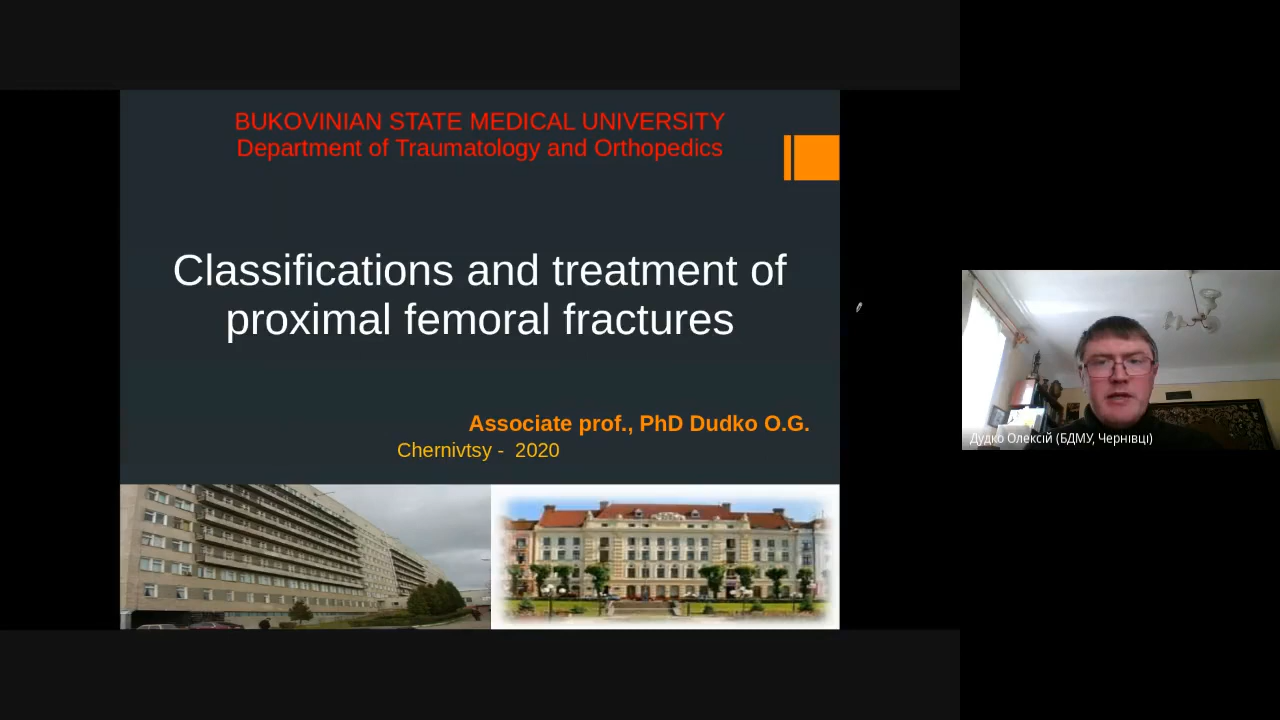 BUKOVINIAN STATE MEDICAL UNIVERSITY
Department of Traumatology and Orthopedics
Classifications and treatment of
proximal femoral fractures
Associate prof., PhD Dudko O.G.
Chernivtsy - 2020
Дудко Олексій (БДМУ, Чернівці)